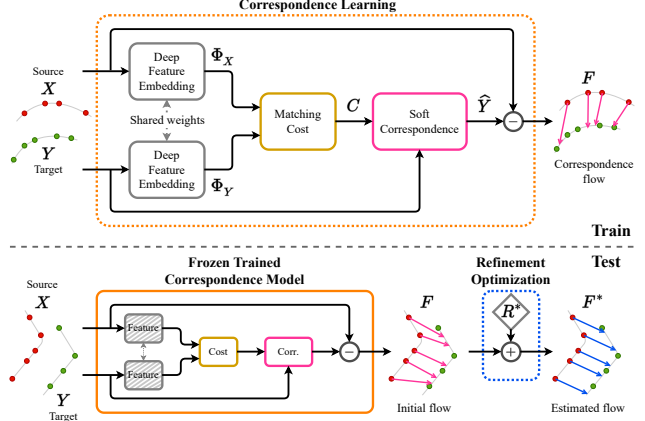 Correspondence Learning
Source
X
Y
Target
Deep
Feature
Embedding
Φ_X
Shared weights
Deep
Feature
Embedding
Φ_Y
Matching
Cost
C
Soft
Correspondence
Ŷ
−
F
Correspondence
flow
Train
Test
Frozen Trained
Correspondence Model
Source
X
Y
Target
Feature
Feature
Cost
Corr.
−
F
Initial flow
Refinement
Optimization
R*
+
F*
Estimated flow